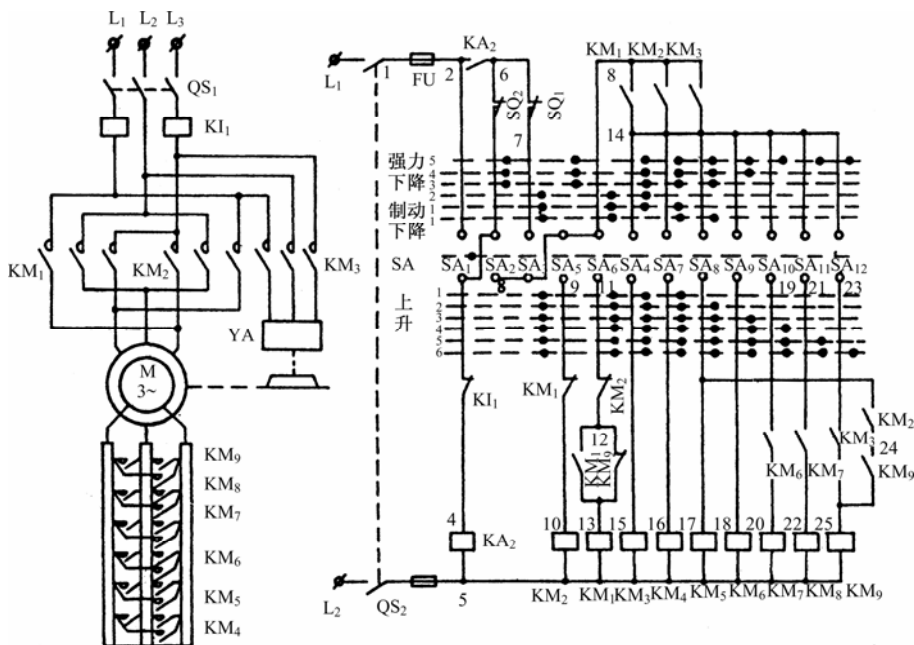 L₁ L₂ L₃
QS₁
KI₁
KM₁ KM₂ KM₃
YA
M
3~
KM₉
KM₈
KM₇
KM₆
KM₅
KM₄
L₁ 1 FU 2 KA₂ 6
SQ₂ SQ₁
7
KM₁ KM₂ KM₃
8
14
强力 5
4
下降 3
2
制动 1
下降 1
SA SA₁ SA₂ SA₃ SA₅ SA₆ SA₄ SA₇ SA₈ SA₉ SA₁₀ SA₁₁ SA₁₂
8 9 11 19 21 23
上 1
2
升 3
4
5
6
KI₁ KM₁ KM₂
12
KM₁ KM₉
KM₆ KM₇ KM₃
KM₂
24
KM₉
4 KA₂ 10 13 15 16 17 18 20 22 25
L₂ QS₂ 5 KM₂ KM₁ KM₃ KM₄ KM₅ KM₆ KM₇ KM₈ KM₉